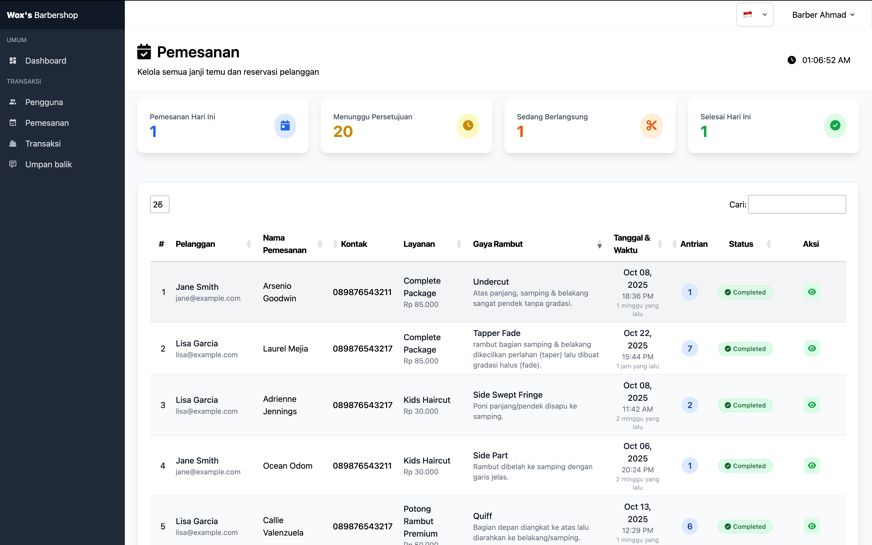 Wox's Barbershop
Barber Ahmad
UMUM
Dashboard
TRANSAKSI
Pengguna
Pemesanan
Transaksi
Umpan balik
Pemesanan
Kelola semua janji temu dan reservasi pelanggan
01:06:52 AM
Pemesanan Hari Ini
1
Menunggu Persetujuan
20
Sedang Berlangsung
1
Selesai Hari Ini
1
Cari:
# Pelanggan Nama Pemesanan Kontak Layanan Gaya Rambut Tanggal & Waktu Antrian Status Aksi
1
Jane Smith
jane@example.com
Arsenio
Goodwin
089876543211
Complete
Package
Rp 85.000
Undercut
Atas panjang, samping & belakang
sangat pendek tanpa gradasi.
Oct 08,
2025
18:36 PM
1 minggu yang
lalu
1
Completed
2
Lisa Garcia
lisa@example.com
Laurel Mejia
089876543217
Complete
Package
Rp 85.000
Tapper Fade
rambut bagian samping & belakang
dikecilkan perlahan (taper) lalu dibuat
gradasi halus (fade).
Oct 22,
2025
15:44 PM
1 jam yang lalu
7
Completed
3
Lisa Garcia
lisa@example.com
Adrienne
Jennings
089876543217
Kids Haircut
Rp 30.000
Side Swept Fringe
Poni panjang/pendek disapu ke
samping.
Oct 08,
2025
11:42 AM
2 minggu yang
lalu
2
Completed
4
Jane Smith
jane@example.com
Ocean Odom
089876543211
Kids Haircut
Rp 30.000
Side Part
Rambut dibelah ke samping dengan
garis jelas.
Oct 06,
2025
20:24 PM
2 minggu yang
lalu
1
Completed
5
Lisa Garcia
lisa@example.com
Callie
Valenzuela
089876543217
Potong
Rambut
Premium
Rp 50.000
Quiff
Bagian depan diangkat ke atas lalu
diarahkan ke belakang/samping.
Oct 13,
2025
12:29 PM
1 minggu yang
6
Completed